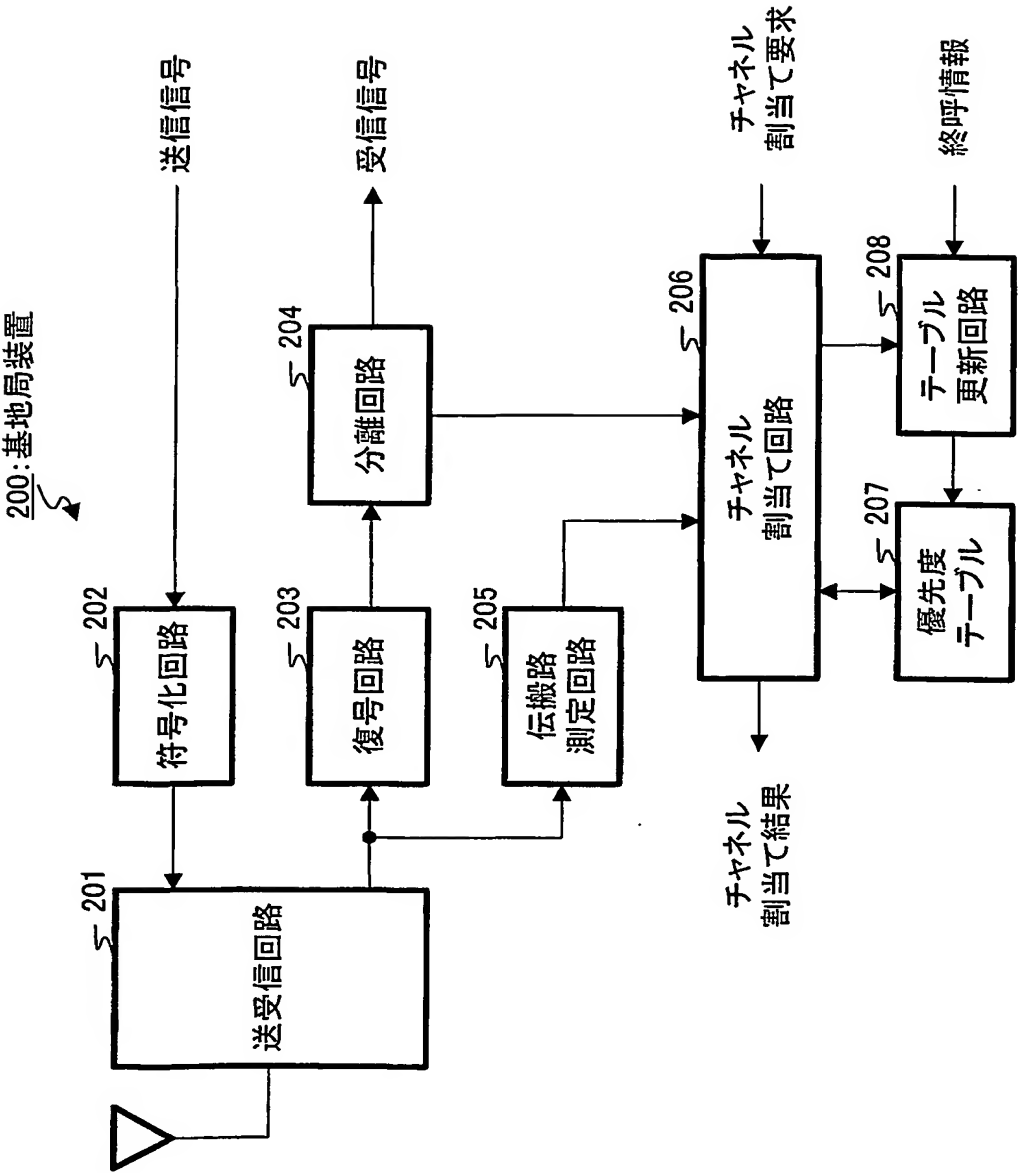 200:基地局装置
201
送受信回路
202
符号化回路
送信信号
203
復号回路
204
分離回路
受信信号
205
伝搬路
測定回路
206
チャネル
割当て回路
チャネル
割当て要求
チャネル
割当て結果
207
優先度
テーブル
208
テーブル
更新回路
終呼情報